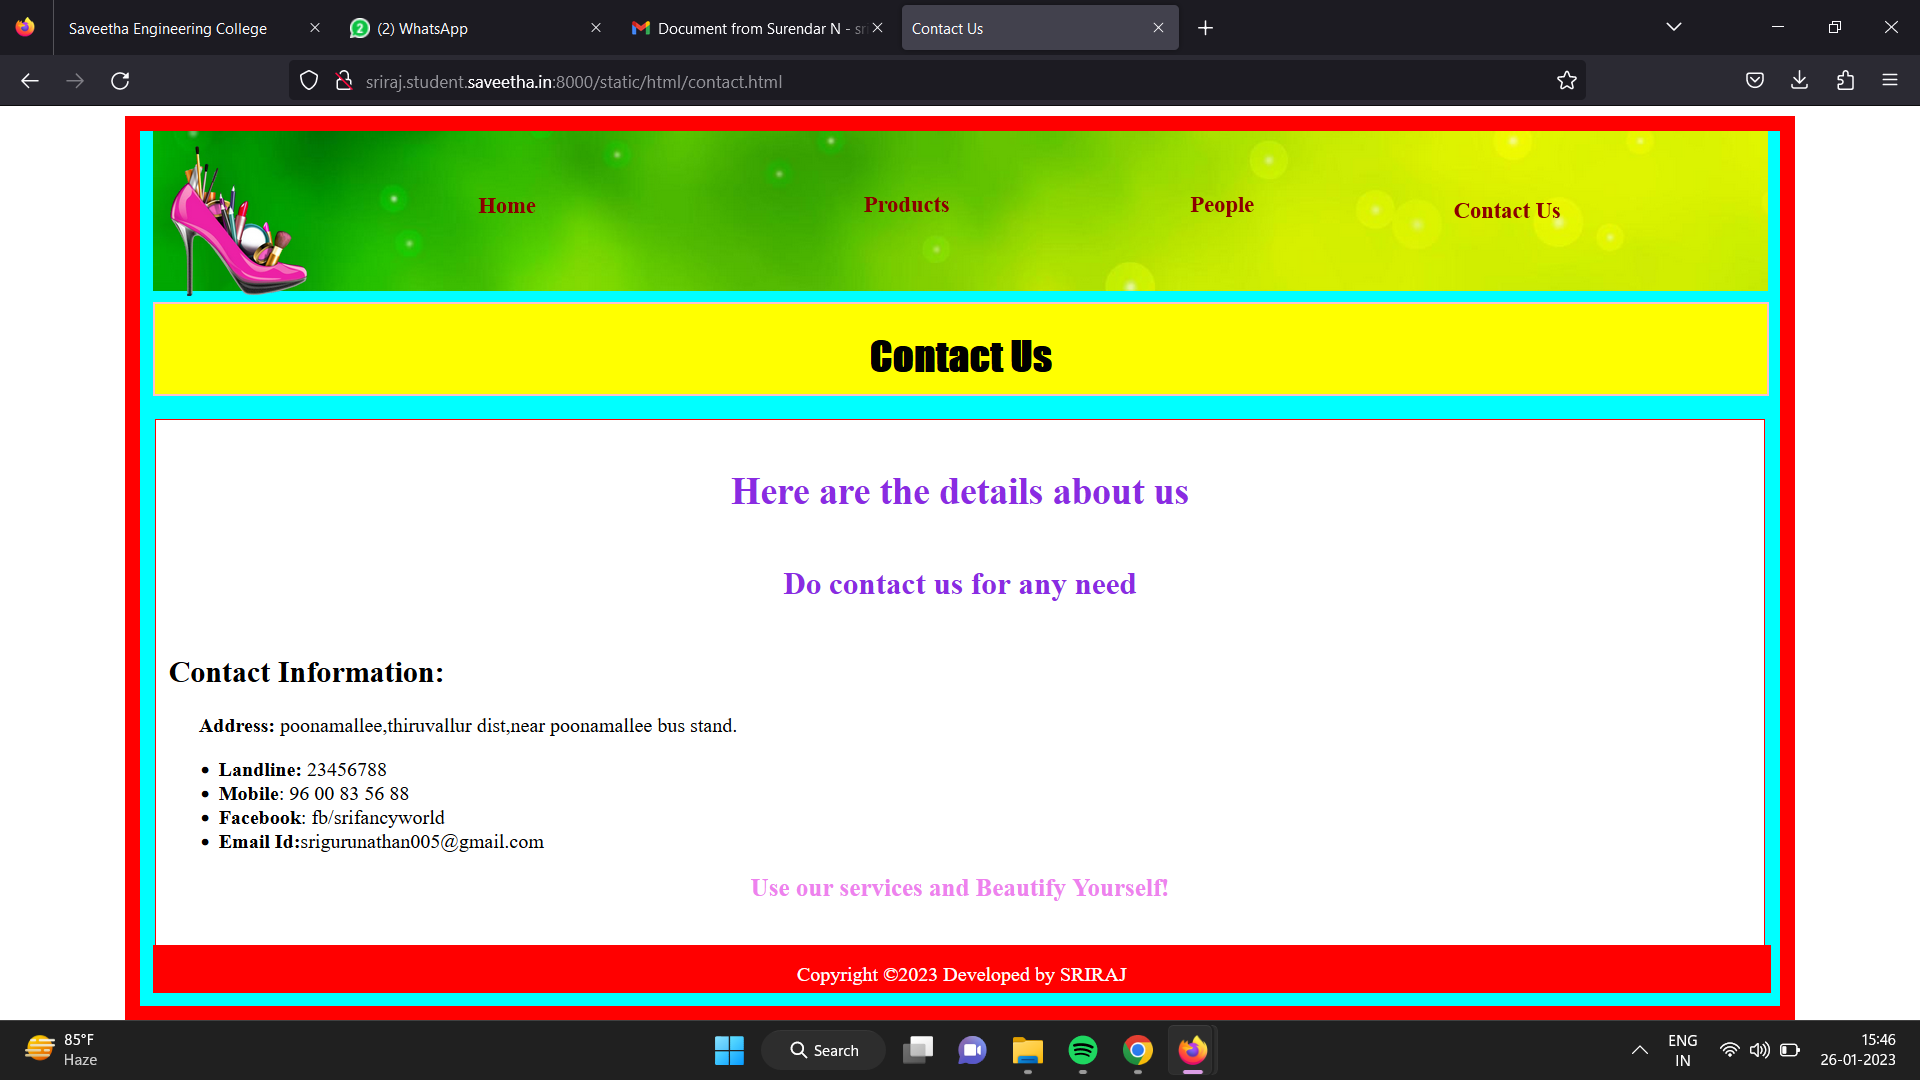 Saveetha Engineering College
(2) WhatsApp
Document from Surendar N - sri
Contact Us
sriraj.student.saveetha.in:8000/static/html/contact.html
Home
Products
People
Contact Us
Contact Us
Here are the details about us
Do contact us for any need
Contact Information:
Address: poonamallee,thiruvallur dist,near poonamallee bus stand.
Landline: 23456788
Mobile: 96 00 83 56 88
Facebook: fb/srifancyworld
Email Id:srigurunathan005@gmail.com
Use our services and Beautify Yourself!
Copyright ©2023 Developed by SRIRAJ
85°F
Haze
Search
ENG
IN
15:46
26-01-2023